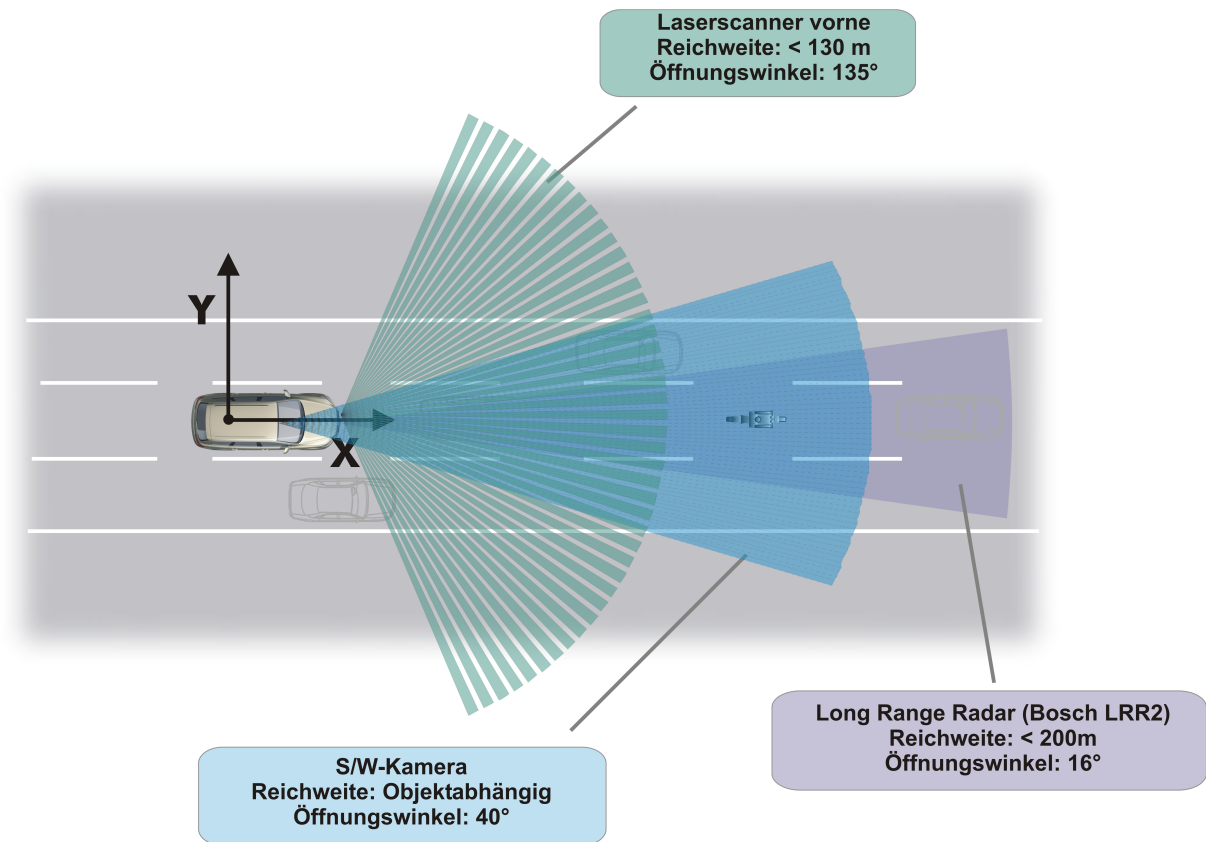 Laserscanner vorne
Reichweite: < 130 m
Öffnungswinkel: 135°
Y
X
Long Range Radar (Bosch LRR2)
Reichweite: < 200m
Öffnungswinkel: 16°
S/W-Kamera
Reichweite: Objektabhängig
Öffnungswinkel: 40°